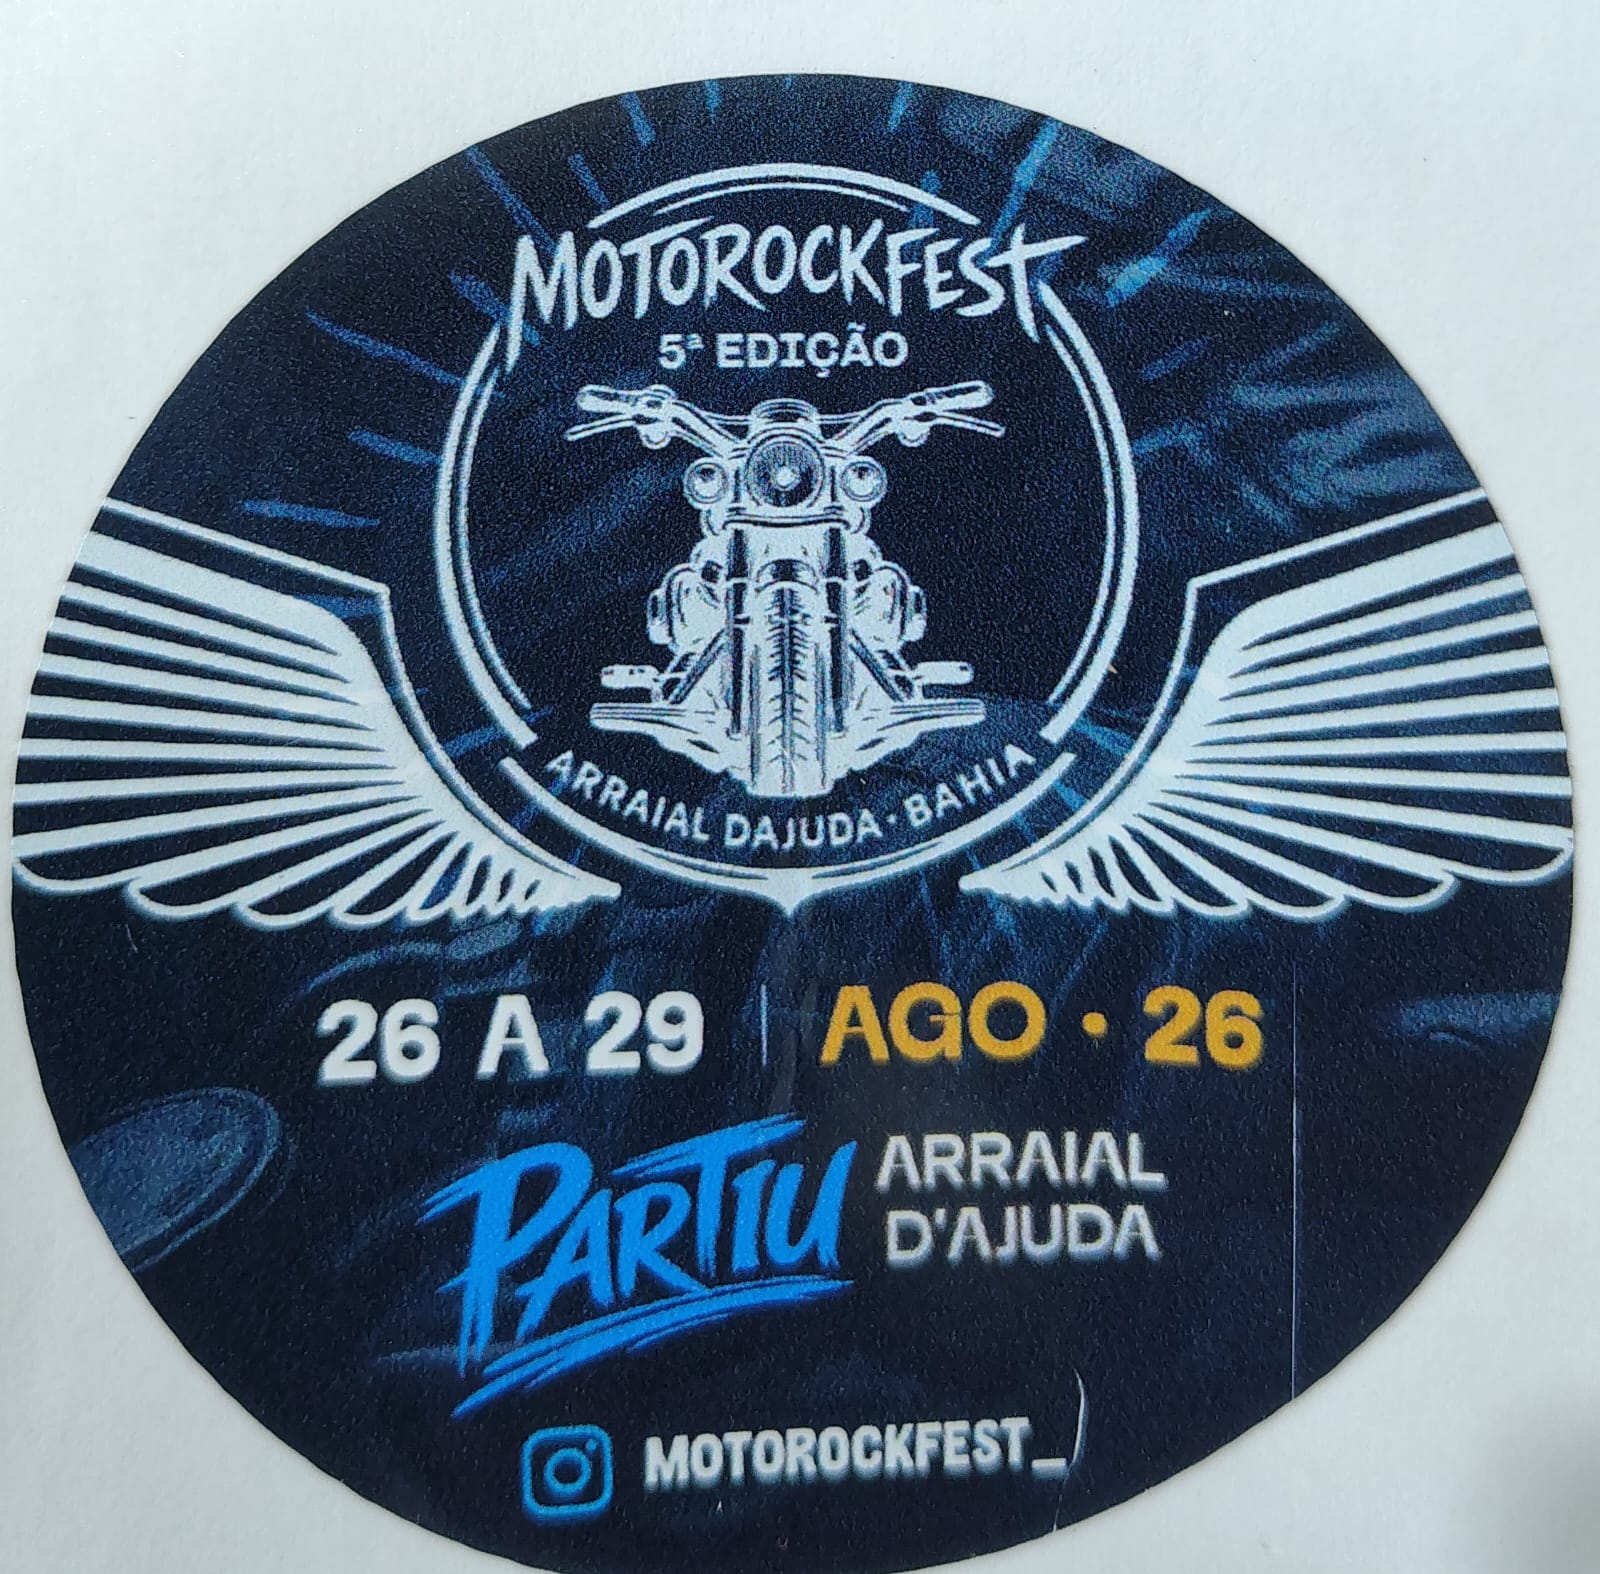 MOTOROCKFEST
5ª EDIÇÃO
ARRAIAL DAJUDA · BAHIA
26 A 29 | AGO · 26
PARTIU ARRAIAL
D'AJUDA
MOTOROCKFEST_